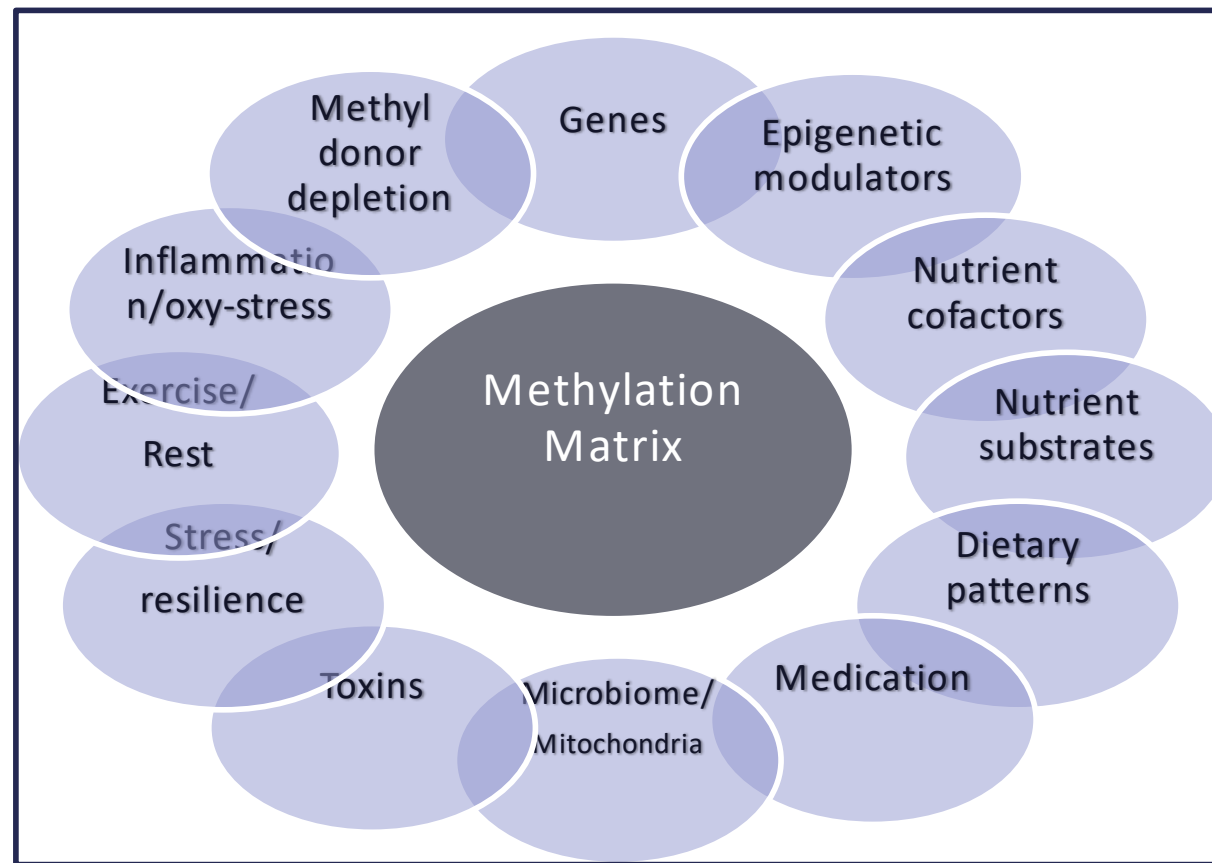 Genes
Epigenetic
modulators
Nutrient
cofactors
Nutrient
substrates
Dietary
patterns
Medication
Microbiome/
Mitochondria
Toxins
Stress/
resilience
Exercise/
Rest
Inflammatio
n/oxy-stress
Methyl
donor
depletion
Methylation
Matrix